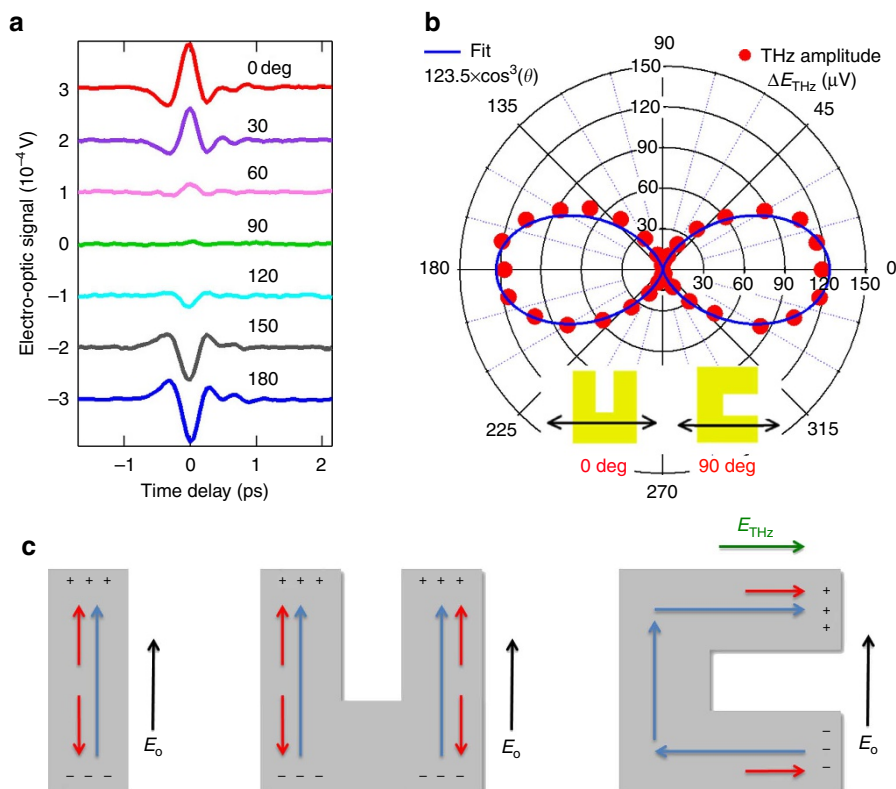 a
Electro-optic signal (10⁻⁴ V)
3
2
1
0
–1
–2
–3
0 deg
30
60
90
120
150
180
–1 0 1 2
Time delay (ps)
b
Fit
123.5×cos³(θ)
THz amplitude
ΔE_THz (μV)
90
150
120
90
60
30
135
45
180
30 60 90 120 150
0
225
315
0 deg
90 deg
270
c
+ + +
– – –
E_o
+ + +
+ + +
– – –
– – –
E_o
E_THz
+
+
+
–
–
–
E_o